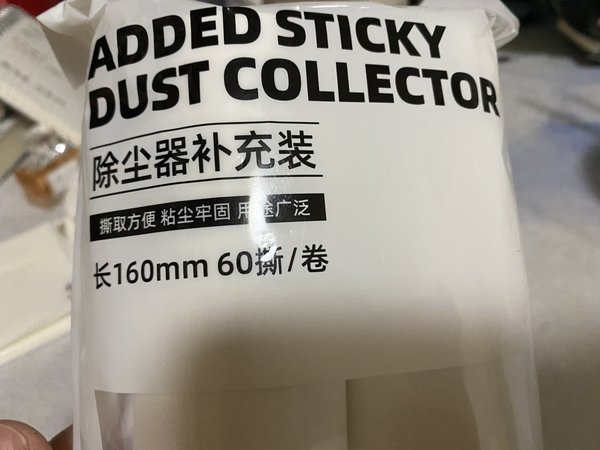 ADDED STICKY
DUST COLLECTOR
除尘器补充装
撕取方便 粘尘牢固 用途广泛
长160mm 60撕/卷